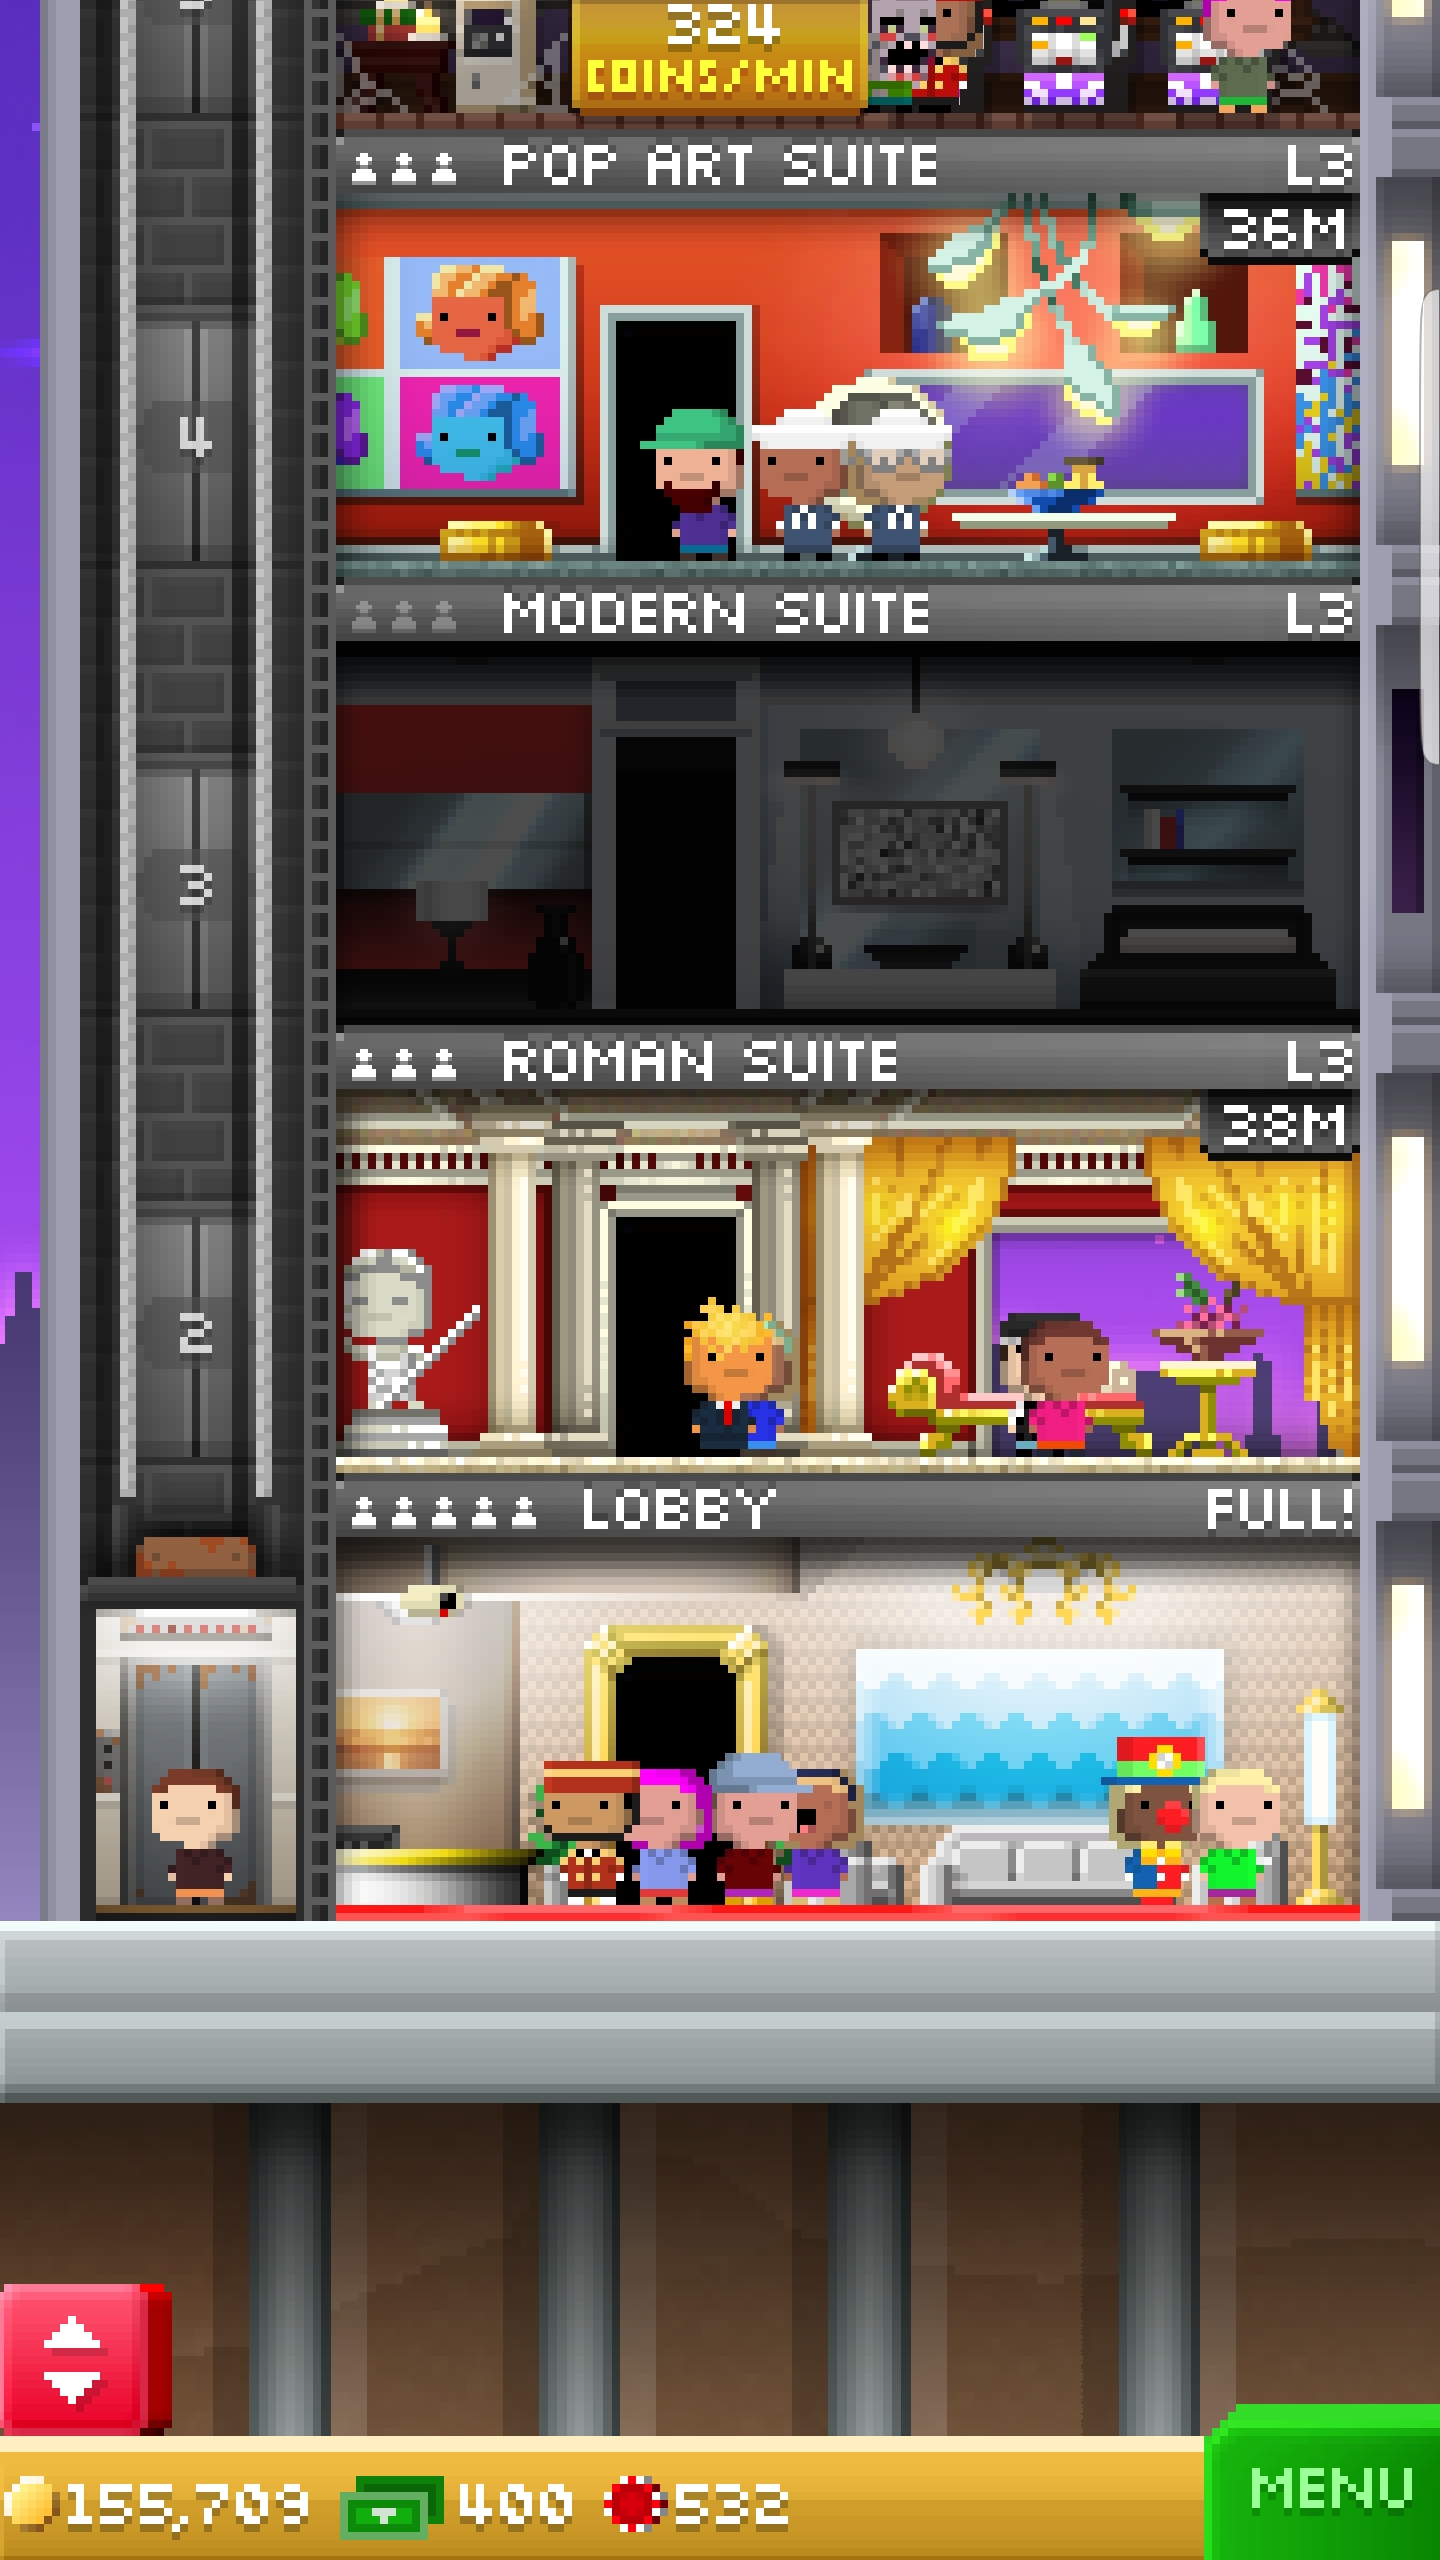 324
COINS/MIN
POP ART SUITE L3
36M
4
MODERN SUITE L3
3
ROMAN SUITE L3
38M
2
LOBBY FULL!
155,709 400 532
MENU